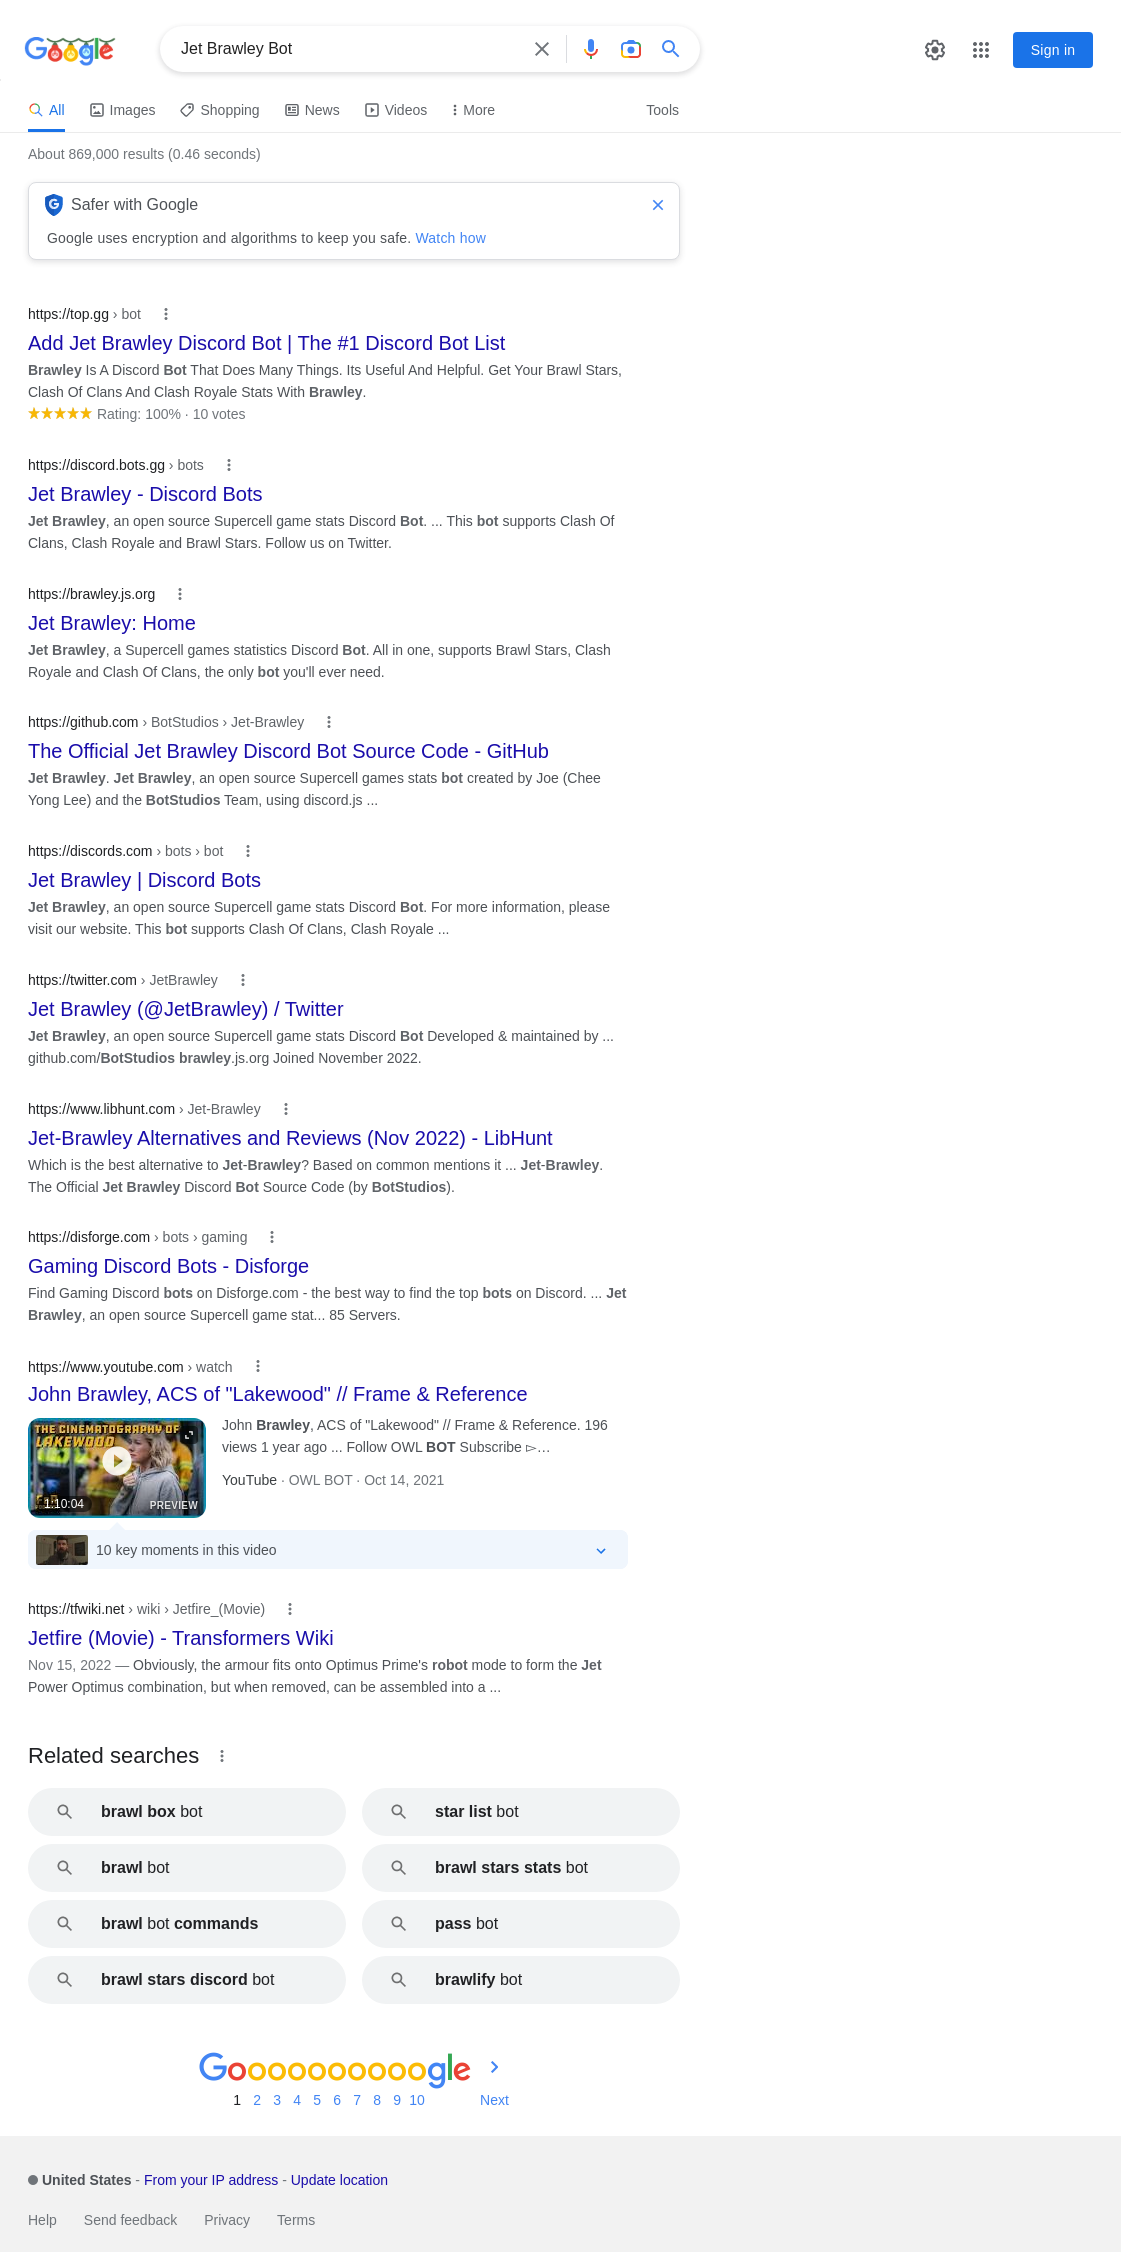 Google
Jet Brawley Bot
Sign in
All
Images
Shopping
News
Videos
More
Tools
About 869,000 results (0.46 seconds)
Safer with Google
Google uses encryption and algorithms to keep you safe. Watch how
https://top.gg › bot
Add Jet Brawley Discord Bot | The #1 Discord Bot List
Brawley Is A Discord Bot That Does Many Things. Its Useful And Helpful. Get Your Brawl Stars,
Clash Of Clans And Clash Royale Stats With Brawley.
Rating: 100% · 10 votes
https://discord.bots.gg › bots
Jet Brawley - Discord Bots
Jet Brawley, an open source Supercell game stats Discord Bot. ... This bot supports Clash Of
Clans, Clash Royale and Brawl Stars. Follow us on Twitter.
https://brawley.js.org
Jet Brawley: Home
Jet Brawley, a Supercell games statistics Discord Bot. All in one, supports Brawl Stars, Clash
Royale and Clash Of Clans, the only bot you'll ever need.
https://github.com › BotStudios › Jet-Brawley
The Official Jet Brawley Discord Bot Source Code - GitHub
Jet Brawley. Jet Brawley, an open source Supercell games stats bot created by Joe (Chee
Yong Lee) and the BotStudios Team, using discord.js ...
https://discords.com › bots › bot
Jet Brawley | Discord Bots
Jet Brawley, an open source Supercell game stats Discord Bot. For more information, please
visit our website. This bot supports Clash Of Clans, Clash Royale ...
https://twitter.com › JetBrawley
Jet Brawley (@JetBrawley) / Twitter
Jet Brawley, an open source Supercell game stats Discord Bot Developed & maintained by ...
github.com/BotStudios brawley.js.org Joined November 2022.
https://www.libhunt.com › Jet-Brawley
Jet-Brawley Alternatives and Reviews (Nov 2022) - LibHunt
Which is the best alternative to Jet-Brawley? Based on common mentions it ... Jet-Brawley.
The Official Jet Brawley Discord Bot Source Code (by BotStudios).
https://disforge.com › bots › gaming
Gaming Discord Bots - Disforge
Find Gaming Discord bots on Disforge.com - the best way to find the top bots on Discord. ... Jet
Brawley, an open source Supercell game stat... 85 Servers.
https://www.youtube.com › watch
John Brawley, ACS of "Lakewood" // Frame & Reference
THE CINEMATOGRAPHY OF
LAKEWOOD
1:10:04
PREVIEW
John Brawley, ACS of "Lakewood" // Frame & Reference. 196
views 1 year ago ... Follow OWL BOT Subscribe ▻…
YouTube · OWL BOT · Oct 14, 2021
10 key moments in this video
https://tfwiki.net › wiki › Jetfire_(Movie)
Jetfire (Movie) - Transformers Wiki
Nov 15, 2022 — Obviously, the armour fits onto Optimus Prime's robot mode to form the Jet
Power Optimus combination, but when removed, can be assembled into a ...
Related searches
brawl box bot
star list bot
brawl bot
brawl stars stats bot
brawl bot commands
pass bot
brawl stars discord bot
brawlify bot
Goooooooooogle
1 2 3 4 5 6 7 8 9 10 Next
United States - From your IP address - Update location
Help
Send feedback
Privacy
Terms